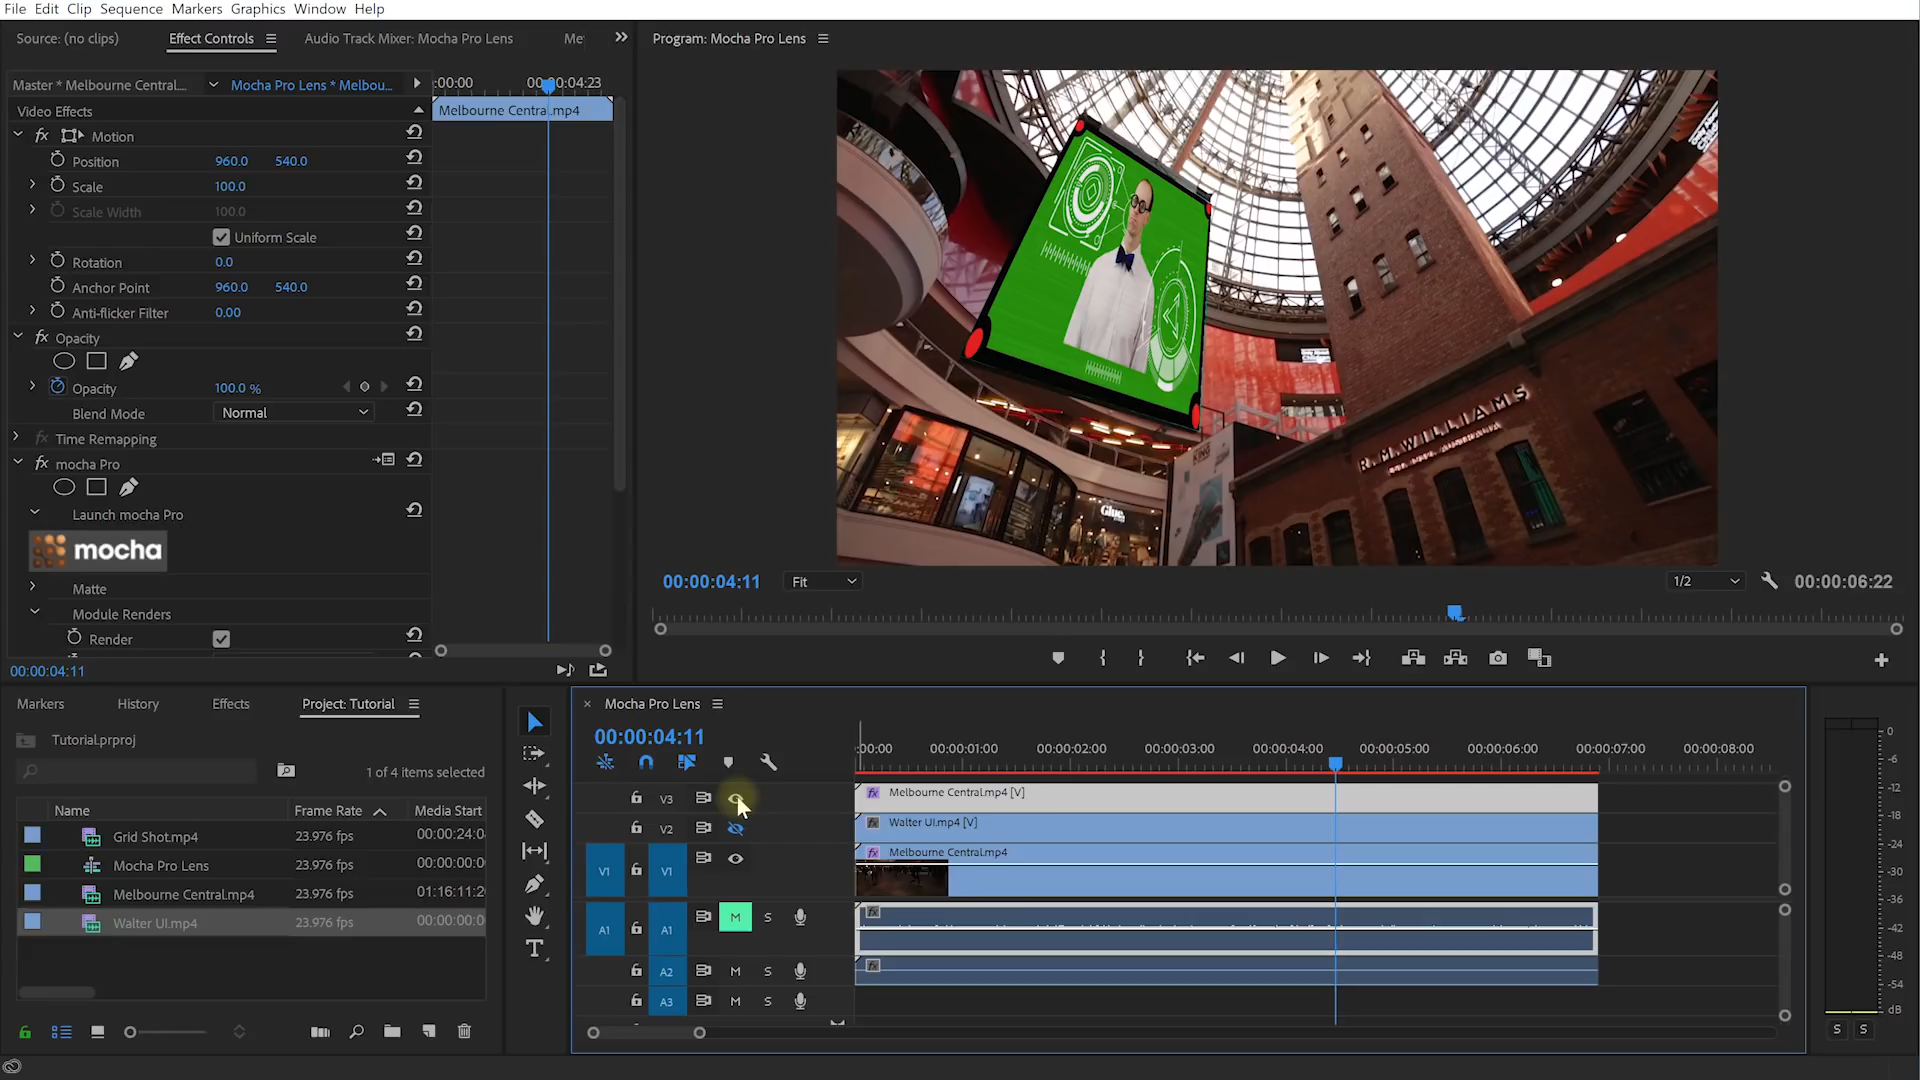 File Edit Clip Sequence Markers Graphics Window Help
Source: (no clips)
Effect Controls
Audio Track Mixer: Mocha Pro Lens
Me
Program: Mocha Pro Lens
Master * Melbourne Central....
Mocha Pro Lens * Melbou...
:00:00
00:00:04:23
Video Effects
Melbourne Central.mp4
fx Motion
Position 960.0 540.0
Scale 100.0
Scale Width 100.0
Uniform Scale
Rotation 0.0
Anchor Point 960.0 540.0
Anti-flicker Filter 0.00
fx Opacity
Opacity 100.0 %
Blend Mode Normal
fx Time Remapping
fx mocha Pro
Launch mocha Pro
mocha
Matte
Module Renders
Render
00:00:04:11
R.M.WILLIAMS
Glue
KING
00:00:04:11
Fit
1/2
00:00:06:22
Markers
History
Effects
Project: Tutorial
Tutorial.prproj
1 of 4 items selected
Name Frame Rate Media Start
Grid Shot.mp4 23.976 fps 00:00:24:0
Mocha Pro Lens 23.976 fps 00:00:00:0
Melbourne Central.mp4 23.976 fps 01:16:11:2
Walter UI.mp4 23.976 fps 00:00:00:0
× Mocha Pro Lens
00:00:04:11
:00:00 00:00:01:00 00:00:02:00 00:00:03:00 00:00:04:00 00:00:05:00 00:00:06:00 00:00:07:00 00:00:08:00
V3
fx Melbourne Central.mp4 [V]
V2
fx Walter UI.mp4 [V]
V1 V1
fx Melbourne Central.mp4
A1 A1 M S
fx
A2 M S
fx
A3 M S
0
-6
-12
-18
-24
-30
-36
-42
-48
-54
dB
S S